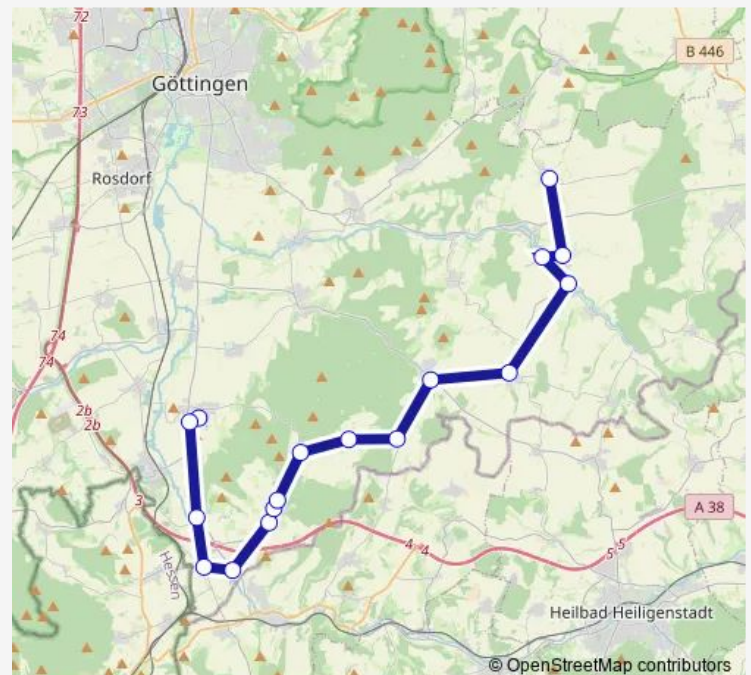 72
B 446
Göttingen
73
Rosdorf
74
74
2b
2b
3
A 38
4
4
5
5
Hessen
Heilbad Heiligenstadt
© OpenStreetMap contributors